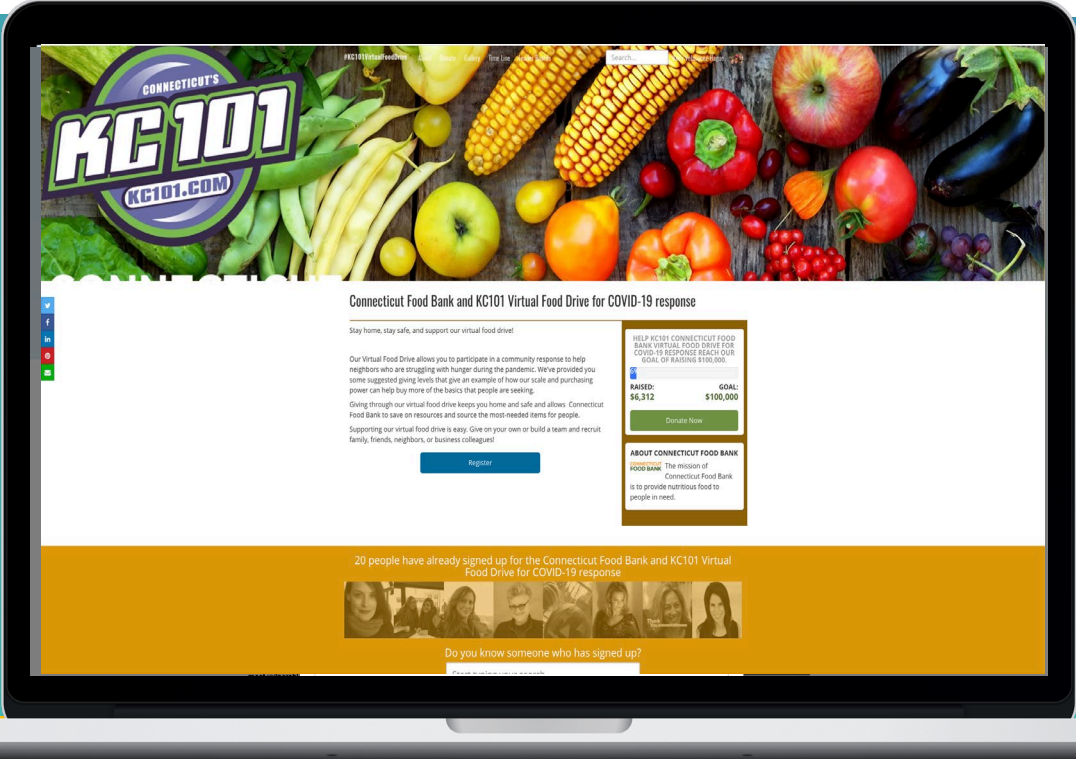 CONNECTICUT'S
KC101
KC101.COM
#KC101VirtualFoodDrive Gallery Time Line
Search...
Connecticut Food Bank and KC101 Virtual Food Drive for COVID-19 response
Stay home, stay safe, and support our virtual food drive!
Our Virtual Food Drive allows you to participate in a community response to help
neighbors who are struggling with hunger during the pandemic. We've provided you
some suggested giving levels that give an example of how our scale and purchasing
power can help buy more of the basics that people are seeking.
Giving through our virtual food drive keeps you home and safe and allows Connecticut
Food Bank to save on resources and source the most-needed items for people.
Supporting our virtual food drive is easy. Give on your own or build a team and recruit
family, friends, neighbors, or business colleagues!
Register
HELP KC101 CONNECTICUT FOOD
BANK VIRTUAL FOOD DRIVE FOR
COVID-19 RESPONSE REACH OUR
GOAL OF RAISING $100,000.
RAISED: GOAL:
$6,312 $100,000
Donate Now
ABOUT CONNECTICUT FOOD BANK
CONNECTICUT
FOOD BANK
The mission of
Connecticut Food Bank
is to provide nutritious food to
people in need.
20 people have already signed up for the Connecticut Food Bank and KC101 Virtual
Food Drive for COVID-19 response
Do you know someone who has signed up?
Start typing your search